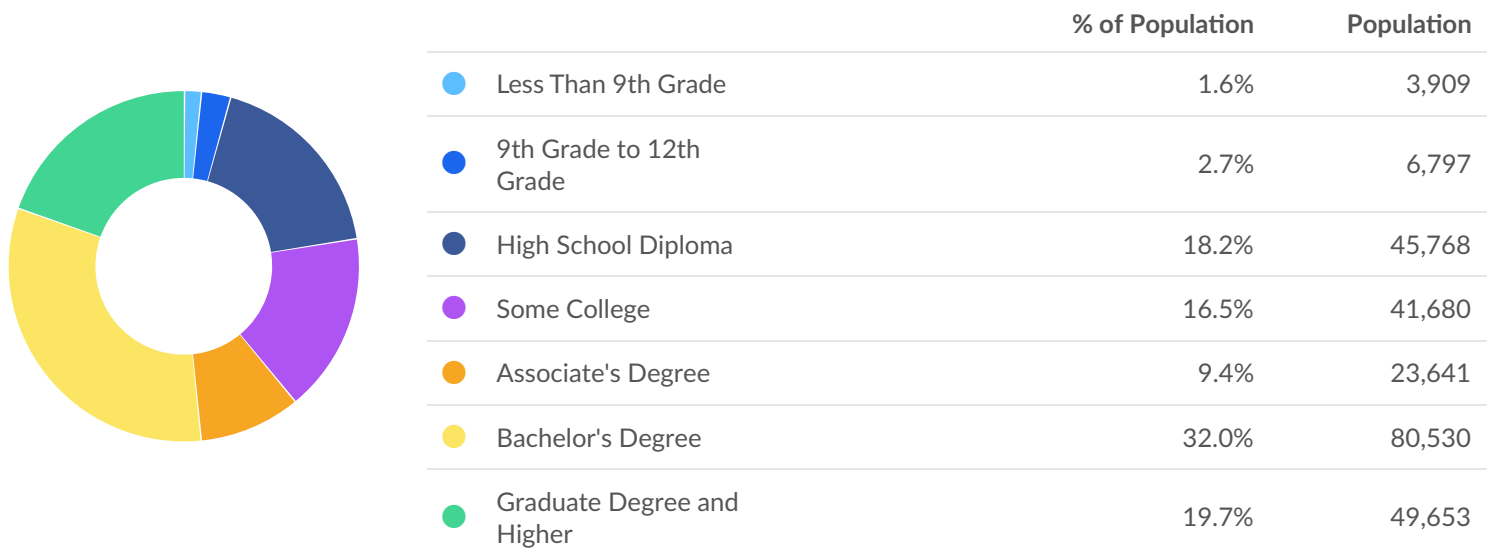 % of Population Population
Less Than 9th Grade 1.6% 3,909
9th Grade to 12th
Grade 2.7% 6,797
High School Diploma 18.2% 45,768
Some College 16.5% 41,680
Associate's Degree 9.4% 23,641
Bachelor's Degree 32.0% 80,530
Graduate Degree and
Higher 19.7% 49,653